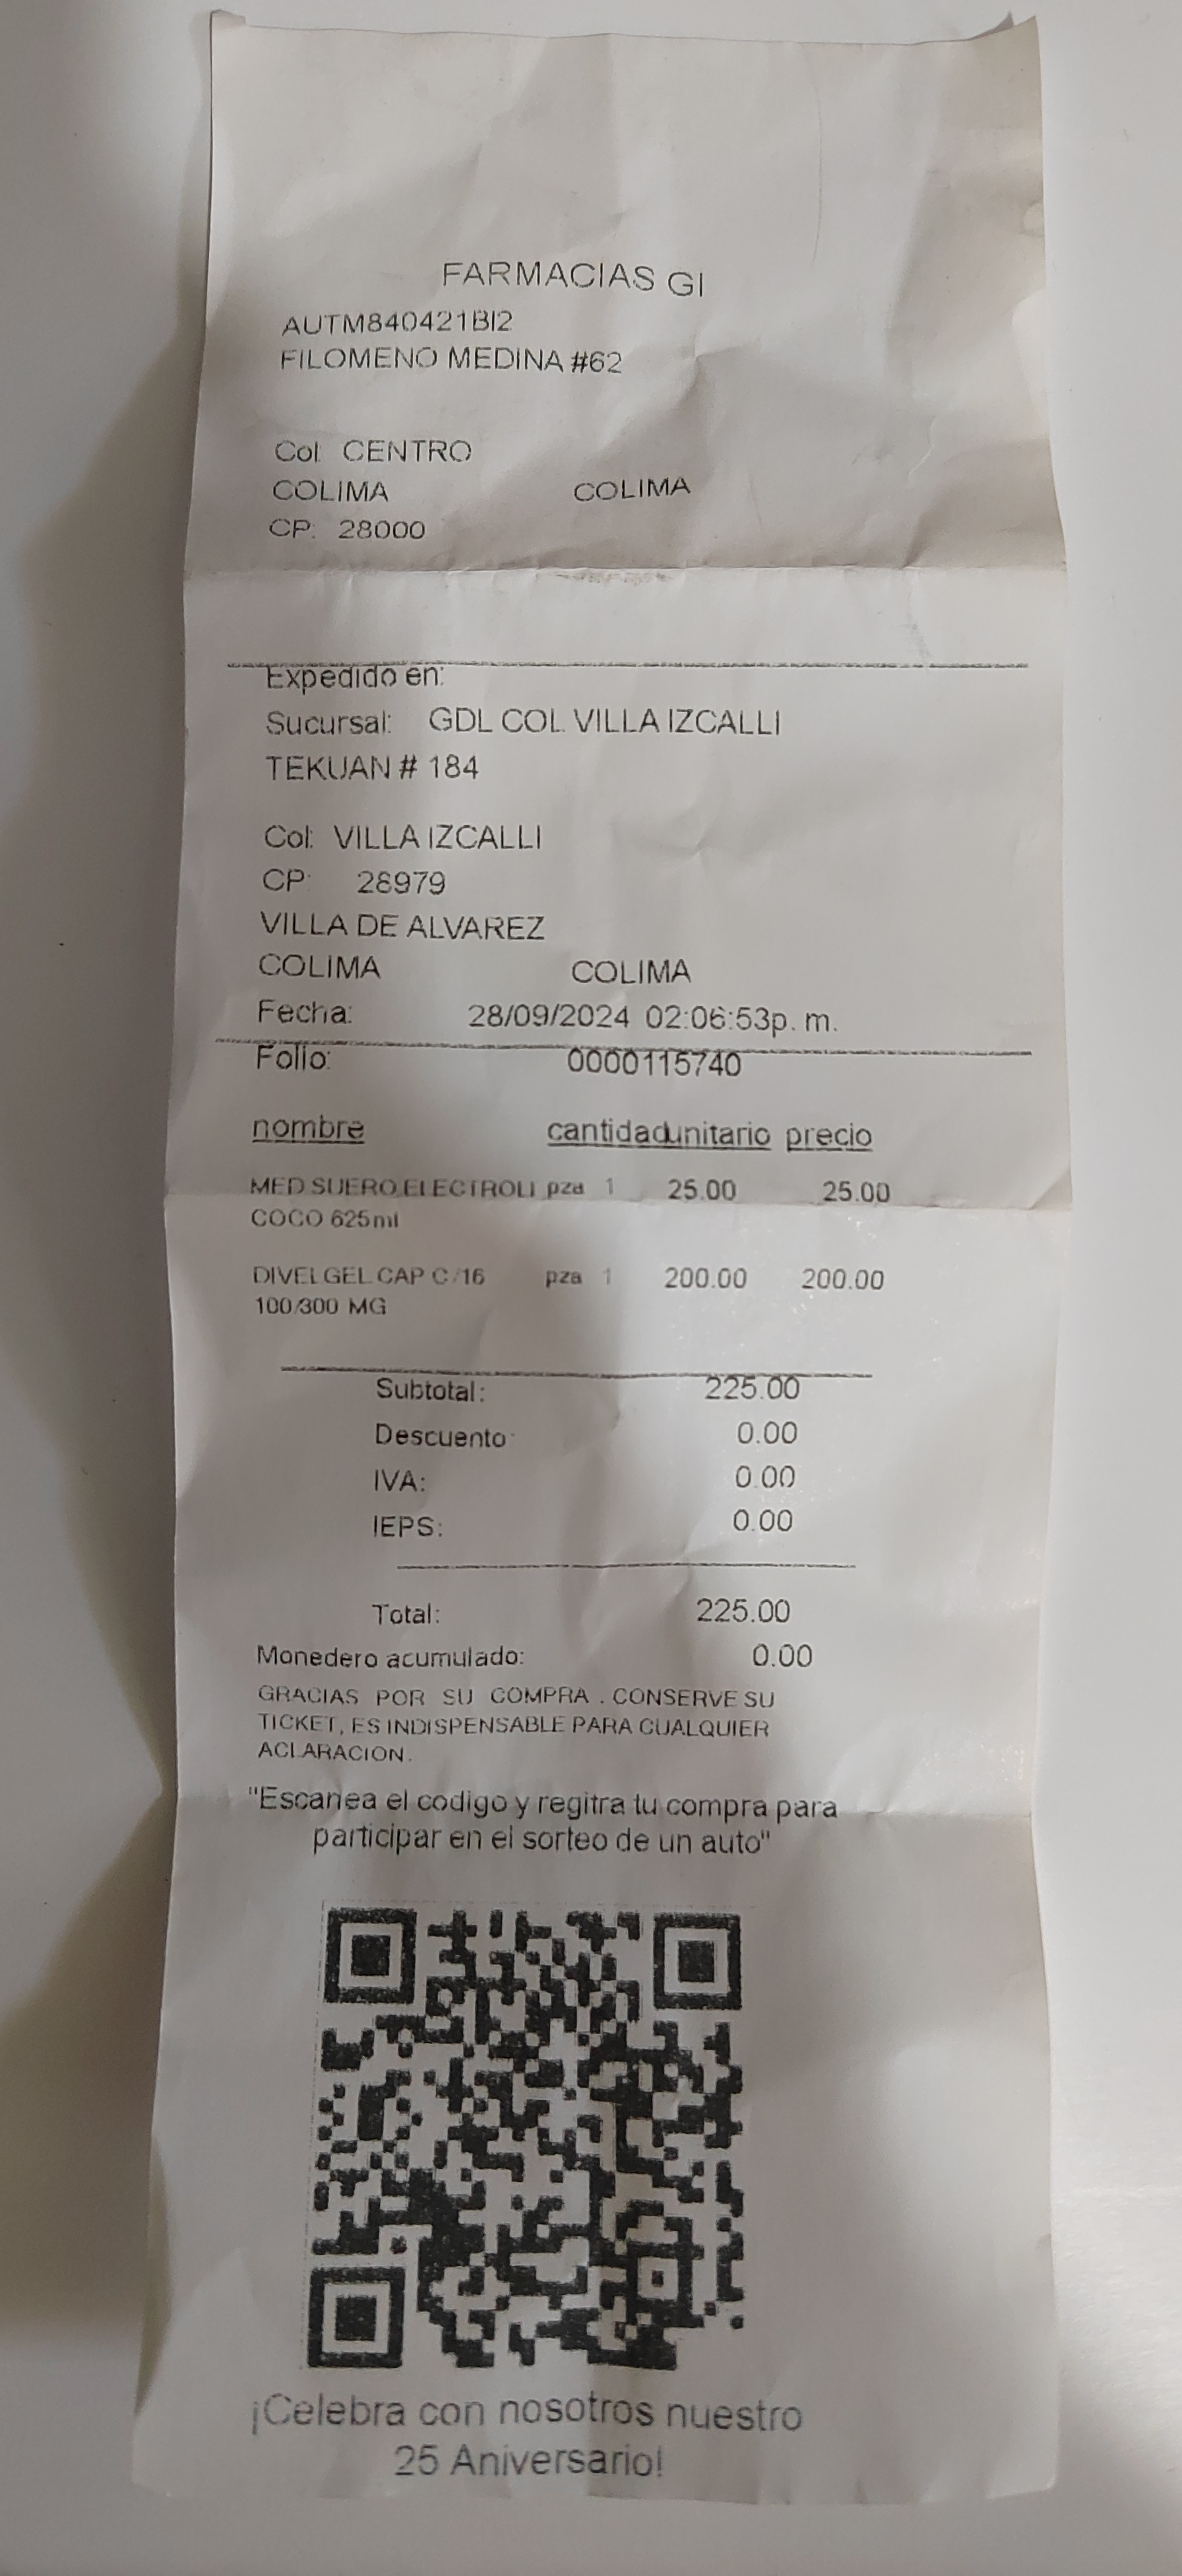 FARMACIAS GI
AUTM840421BI2
FILOMENO MEDINA #62
Col: CENTRO
COLIMA COLIMA
CP: 28000
Expedido en:
Sucursal: GDL COL. VILLA IZCALLI
TEKUAN # 184
Col: VILLA IZCALLI
CP: 28979
VILLA DE ALVAREZ
COLIMA COLIMA
Fecha: 28/09/2024 02:06:53p. m.
Folio: 0000115740
nombre cantidad unitario precio
MED SUERO ELECTROLI pza 1 25.00 25.00
COCO 625ml
DIVELGEL CAP C/16 pza 1 200.00 200.00
100/300 MG
Subtotal: 225.00
Descuento: 0.00
IVA: 0.00
IEPS: 0.00
Total: 225.00
Monedero acumulado: 0.00
GRACIAS POR SU COMPRA . CONSERVE SU
TICKET, ES INDISPENSABLE PARA CUALQUIER
ACLARACION.
"Escanea el codigo y regitra tu compra para
participar en el sorteo de un auto"
¡Celebra con nosotros nuestro
25 Aniversario!